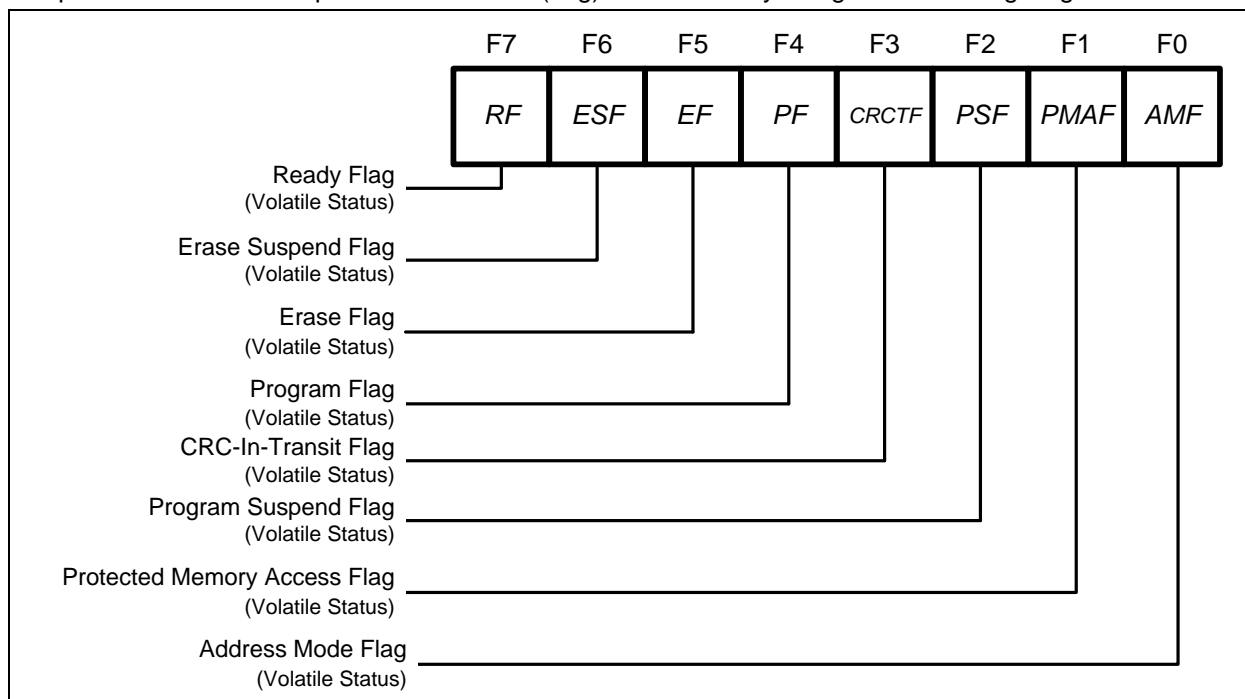 F7 F6 F5 F4 F3 F2 F1 F0
RF ESF EF PF CRCTF PSF PMAF AMF
Ready Flag
(Volatile Status)
Erase Suspend Flag
(Volatile Status)
Erase Flag
(Volatile Status)
Program Flag
(Volatile Status)
CRC-In-Transit Flag
(Volatile Status)
Program Suspend Flag
(Volatile Status)
Protected Memory Access Flag
(Volatile Status)
Address Mode Flag
(Volatile Status)